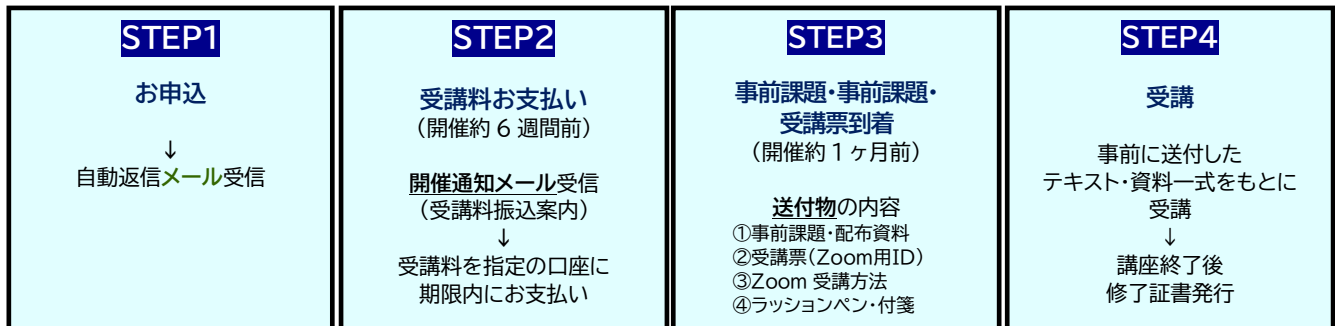 STEP1
お申込
↓
自動返信メール受信
STEP2
受講料お支払い
（開催約6週間前）
開催通知メール受信
（受講料振込案内）
↓
受講料を指定の口座に
期限内にお支払い
STEP3
事前課題・事前課題・
受講票到着
（開催約1ヶ月前）
送付物の内容
①事前課題・配布資料
②受講票（Zoom用ID）
③Zoom 受講方法
④ラッションペン・付箋
STEP4
受講
事前に送付した
テキスト・資料一式をもとに
受講
↓
講座終了後
修了証書発行